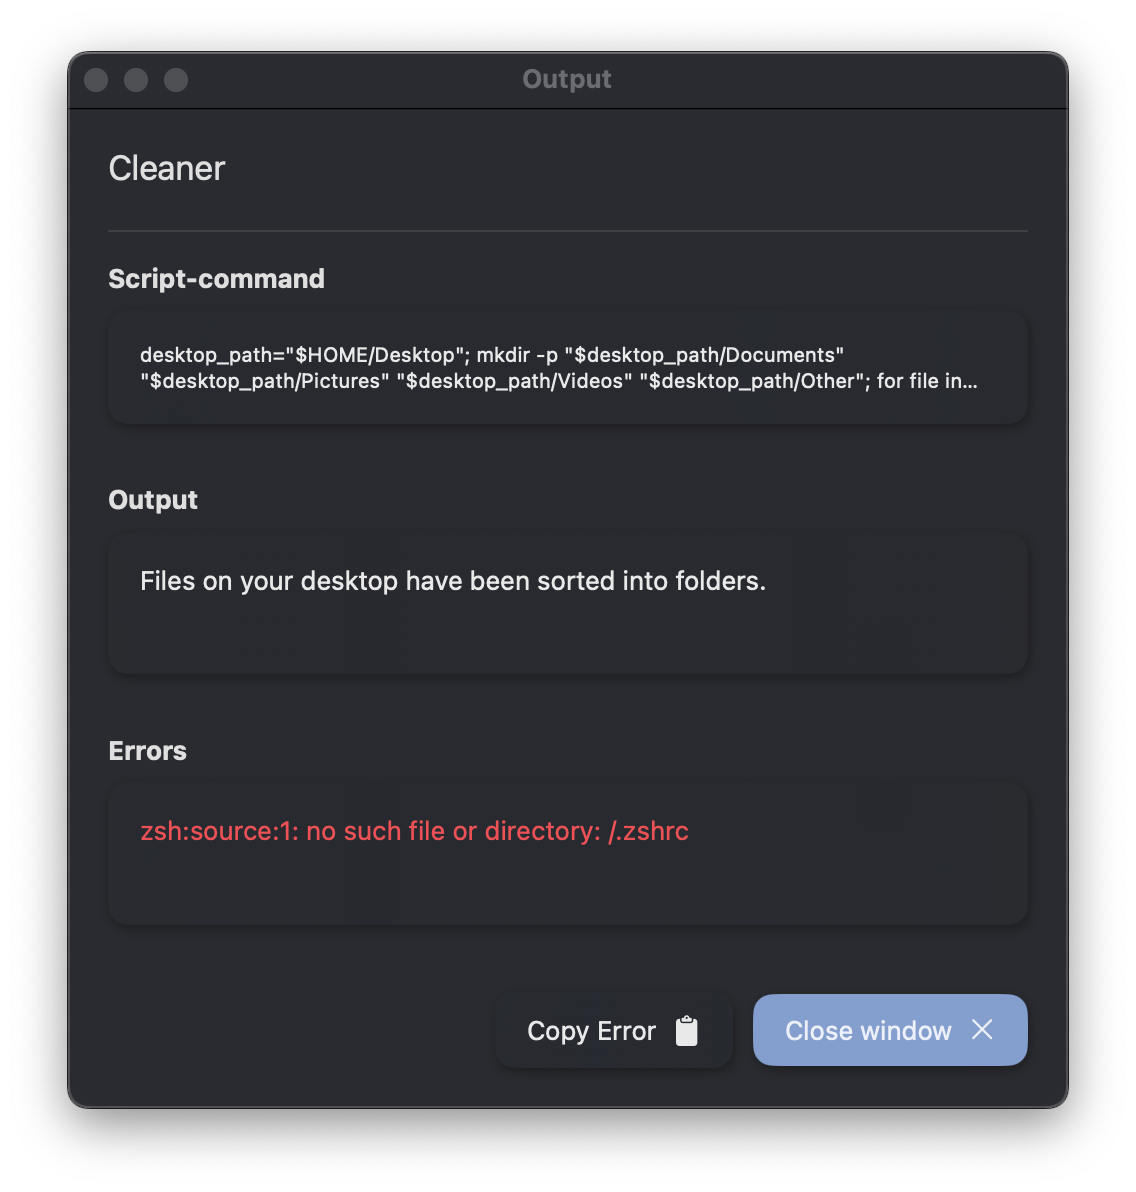 Output
Cleaner
Script-command
desktop_path="$HOME/Desktop"; mkdir -p "$desktop_path/Documents"
"$desktop_path/Pictures" "$desktop_path/Videos" "$desktop_path/Other"; for file in...
Output
Files on your desktop have been sorted into folders.
Errors
zsh:source:1: no such file or directory: /.zshrc
Copy Error
Close window